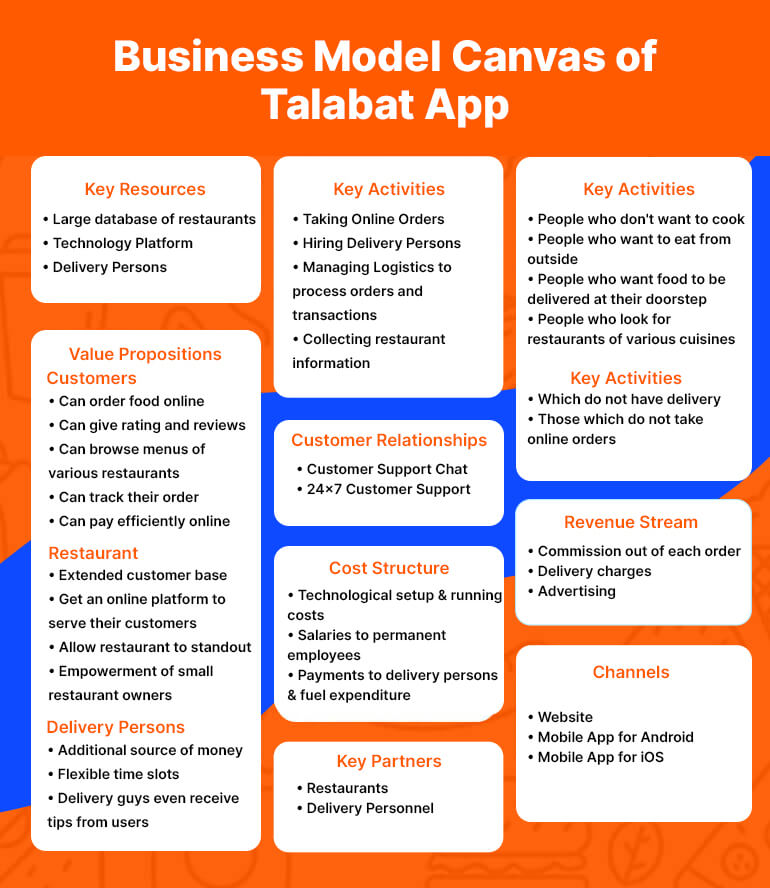 Business Model Canvas of
Talabat App
Key Resources
• Large database of restaurants
• Technology Platform
• Delivery Persons
Value Propositions
Customers
• Can order food online
• Can give rating and reviews
• Can browse menus of
various restaurants
• Can track their order
• Can pay efficiently online
Restaurant
• Extended customer base
• Get an online platform to
serve their customers
• Allow restaurant to standout
• Empowerment of small
restaurant owners
Delivery Persons
• Additional source of money
• Flexible time slots
• Delivery guys even receive
tips from users
Key Activities
• Taking Online Orders
• Hiring Delivery Persons
• Managing Logistics to
process orders and
transactions
• Collecting restaurant
information
Customer Relationships
• Customer Support Chat
• 24×7 Customer Support
Cost Structure
• Technological setup & running
costs
• Salaries to permanent
employees
• Payments to delivery persons
& fuel expenditure
Key Partners
• Restaurants
• Delivery Personnel
Key Activities
• People who don't want to cook
• People who want to eat from
outside
• People who want food to be
delivered at their doorstep
• People who look for
restaurants of various cuisines
Key Activities
• Which do not have delivery
• Those which do not take
online orders
Revenue Stream
• Commission out of each order
• Delivery charges
• Advertising
Channels
• Website
• Mobile App for Android
• Mobile App for iOS